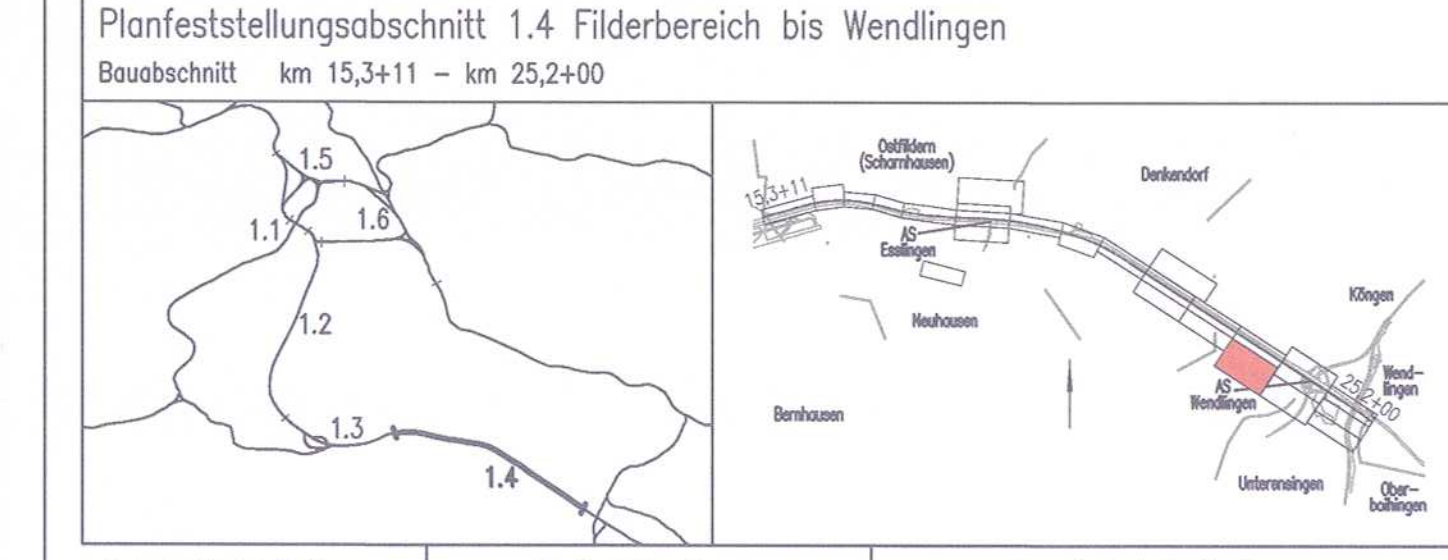 Planfeststellungsabschnitt 1.4 Filderbereich bis Wendlingen
Bauabschnitt km 15,3+11 – km 25,2+00
1.5
1.6
1.1
1.2
1.3
1.4
Ostfildern
(Scharnhausen)
Denkendorf
15,3+11
AS
Esslingen
Köngen
Neuhausen
Wend–
lingen
25,2+00
AS
Wendlingen
Bernhausen
Unterensingen
Ober–
boihingen